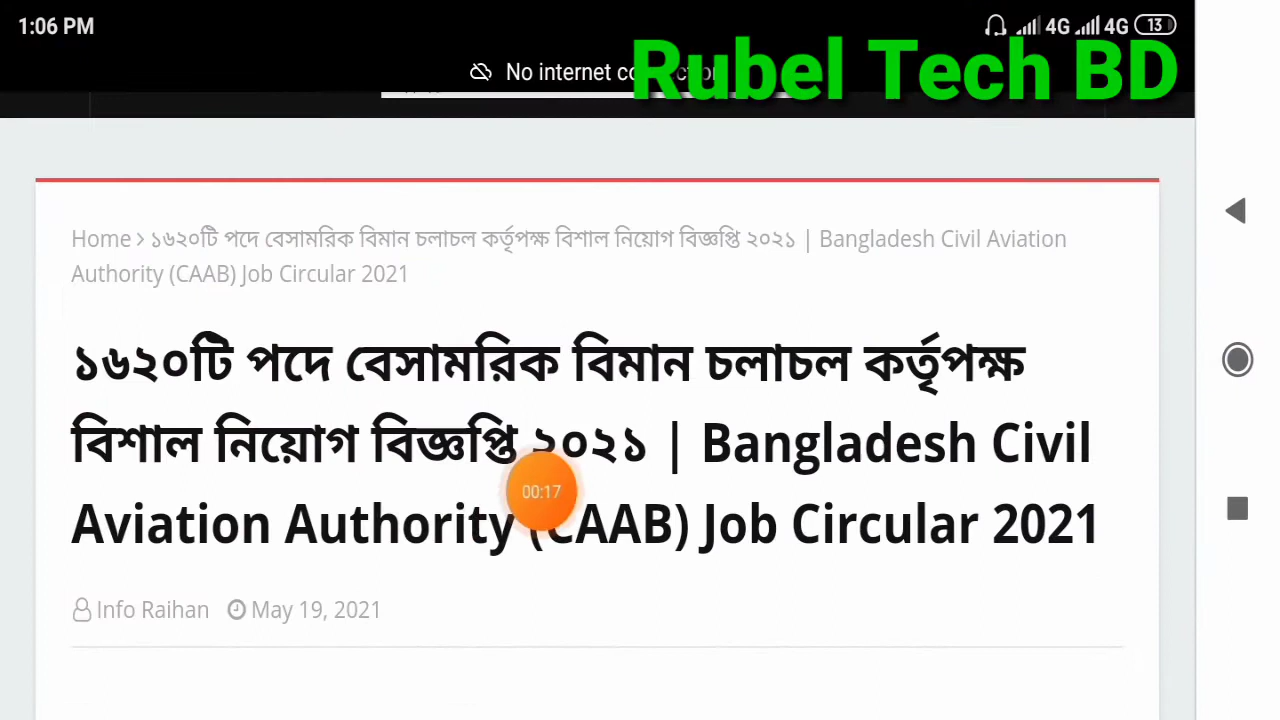 1:06 PM
4G 4G 13
No internet
Rubel Tech BD
Home › ১৬২০টি পদে বেসামরিক বিমান চলাচল কর্তৃপক্ষ বিশাল নিয়োগ বিজ্ঞপ্তি ২০২১ | Bangladesh Civil Aviation
Authority (CAAB) Job Circular 2021
১৬২০টি পদে বেসামরিক বিমান চলাচল কর্তৃপক্ষ
বিশাল নিয়োগ বিজ্ঞপ্তি ২০২১ | Bangladesh Civil
00:17
Aviation Authority (CAAB) Job Circular 2021
Info Raihan May 19, 2021